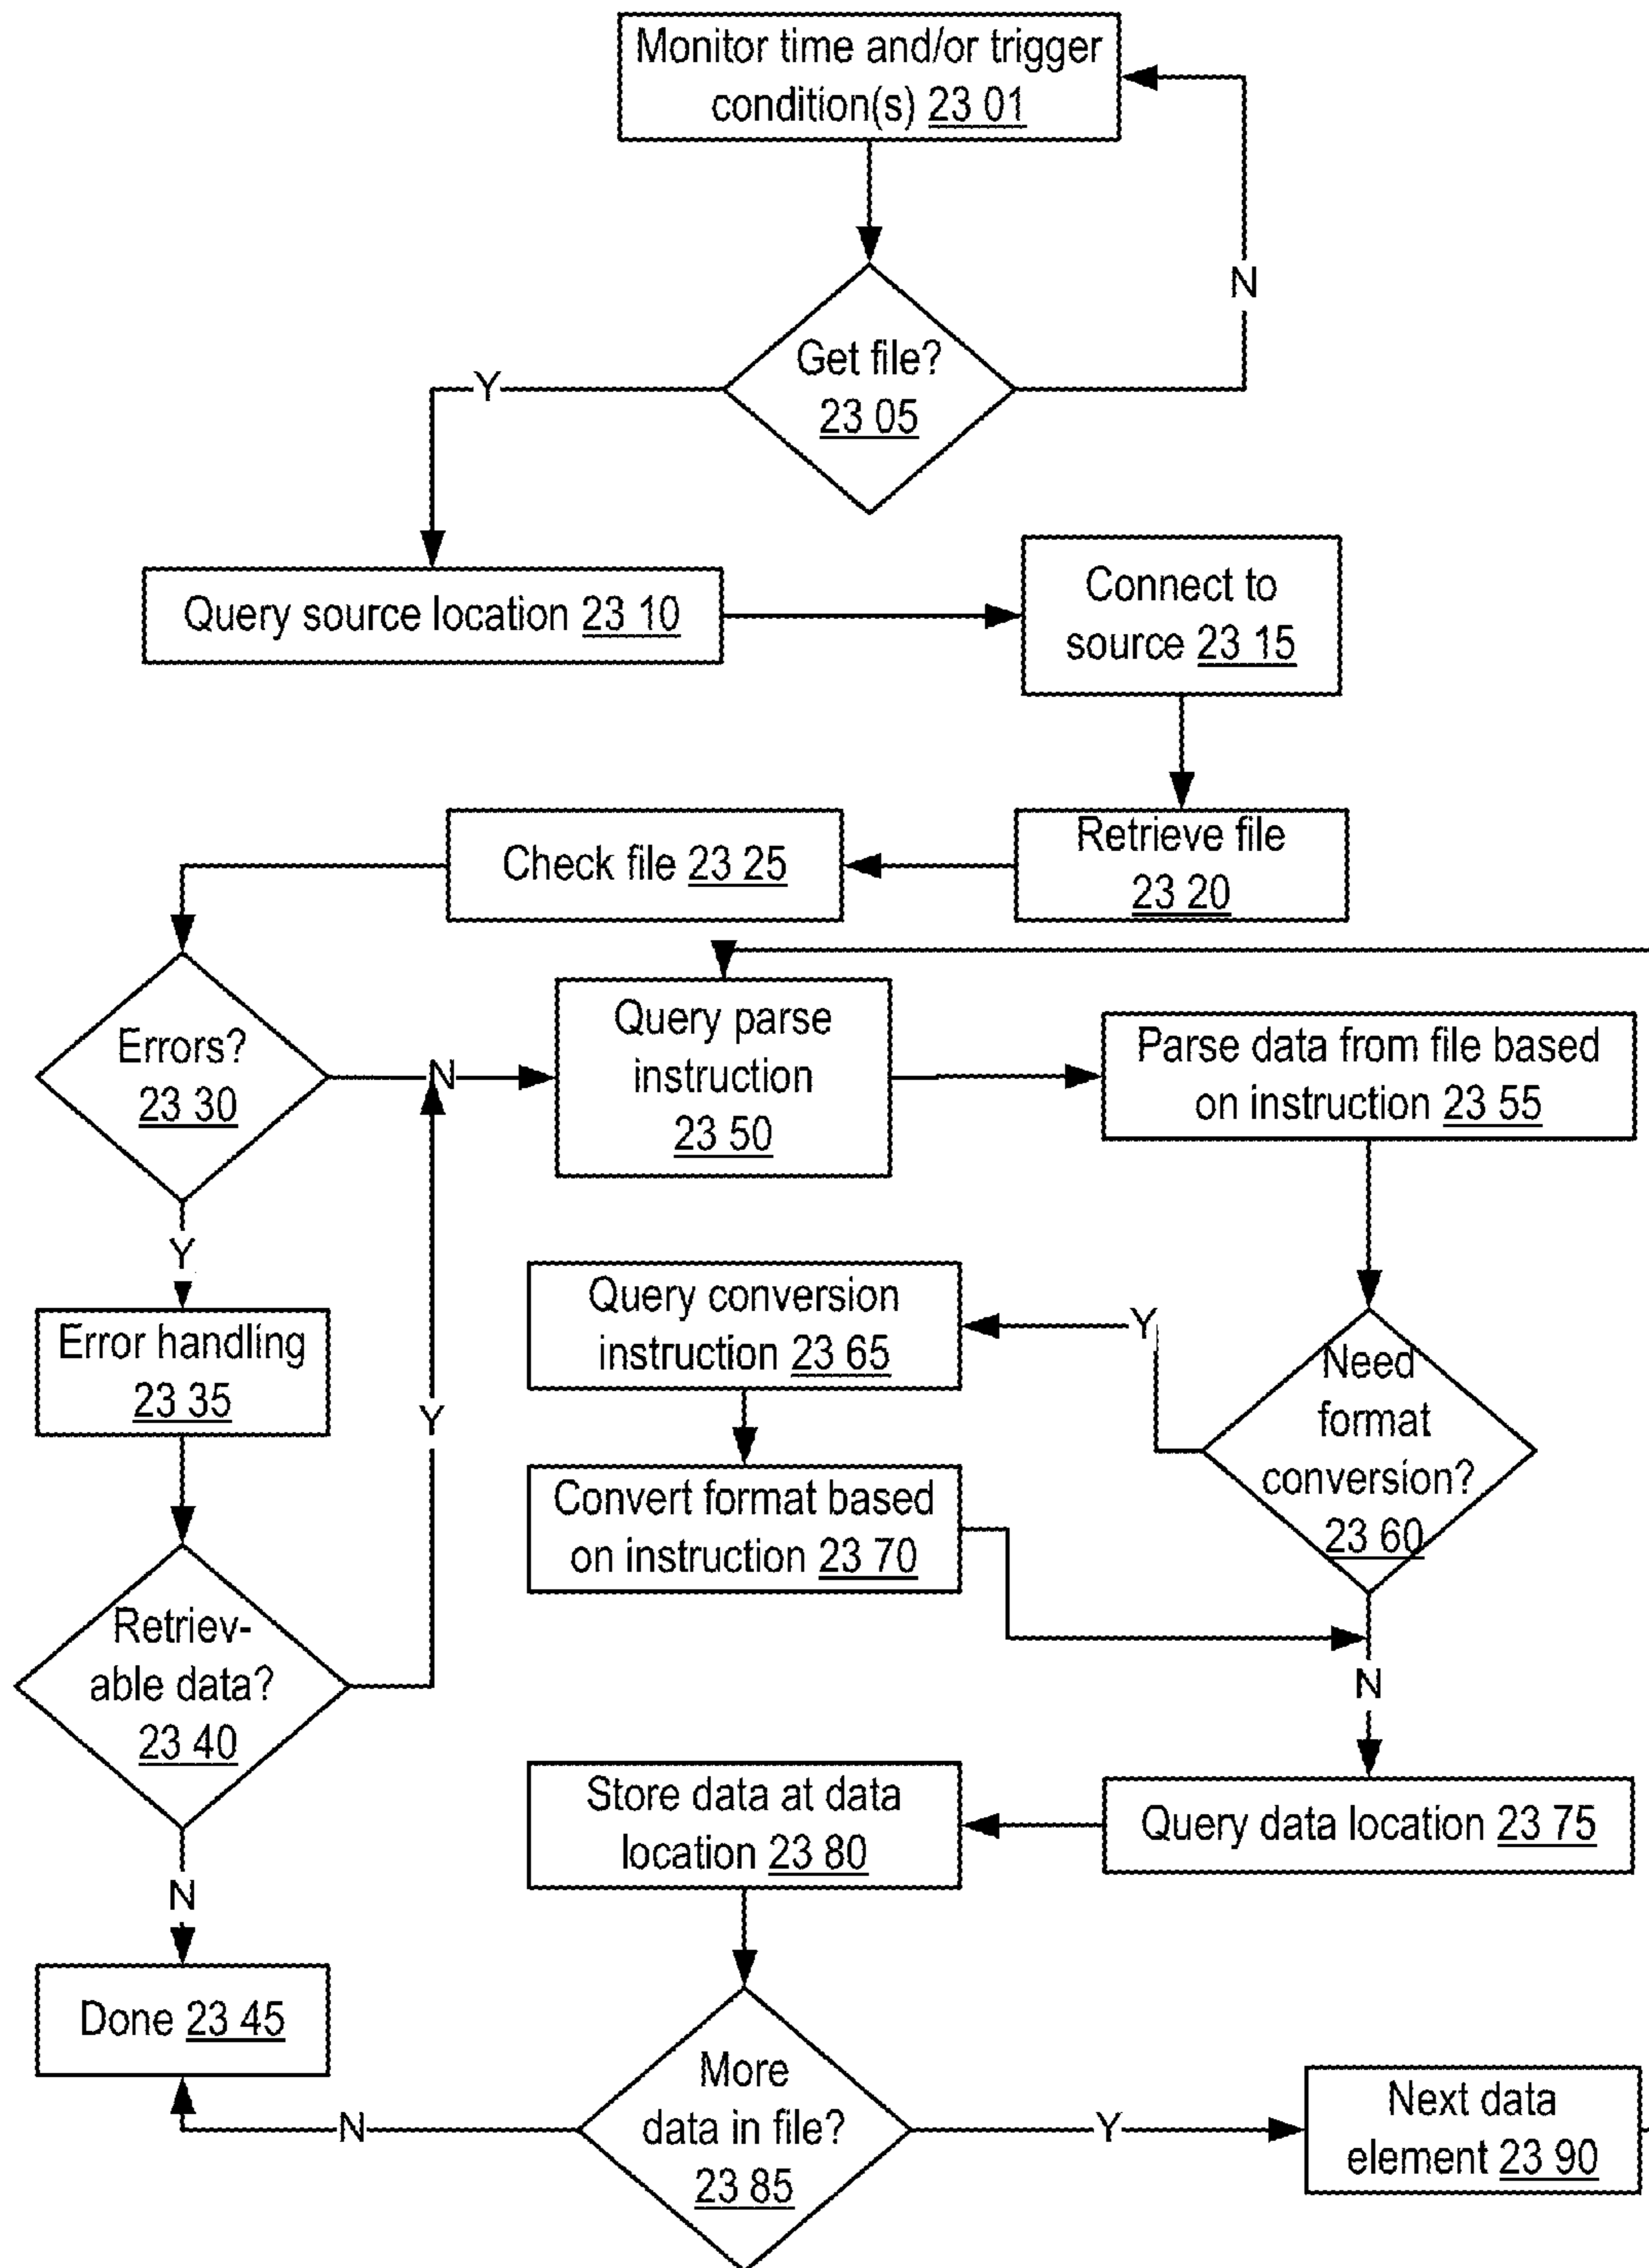 Monitor time and/or trigger
condition(s) 23 01
N
Get file?
23 05
Y
Query source location 23 10
Connect to
source 23 15
Retrieve file
23 20
Check file 23 25
Errors?
23 30
N
Query parse
instruction
23 50
Parse data from file based
on instruction 23 55
Y
Error handling
23 35
Y
Query conversion
instruction 23 65
Y
Need
format
conversion?
23 60
Convert format based
on instruction 23 70
Retriev-
able data?
23 40
N
Store data at data
location 23 80
Query data location 23 75
N
Done 23 45
N
More
data in file?
23 85
Y
Next data
element 23 90